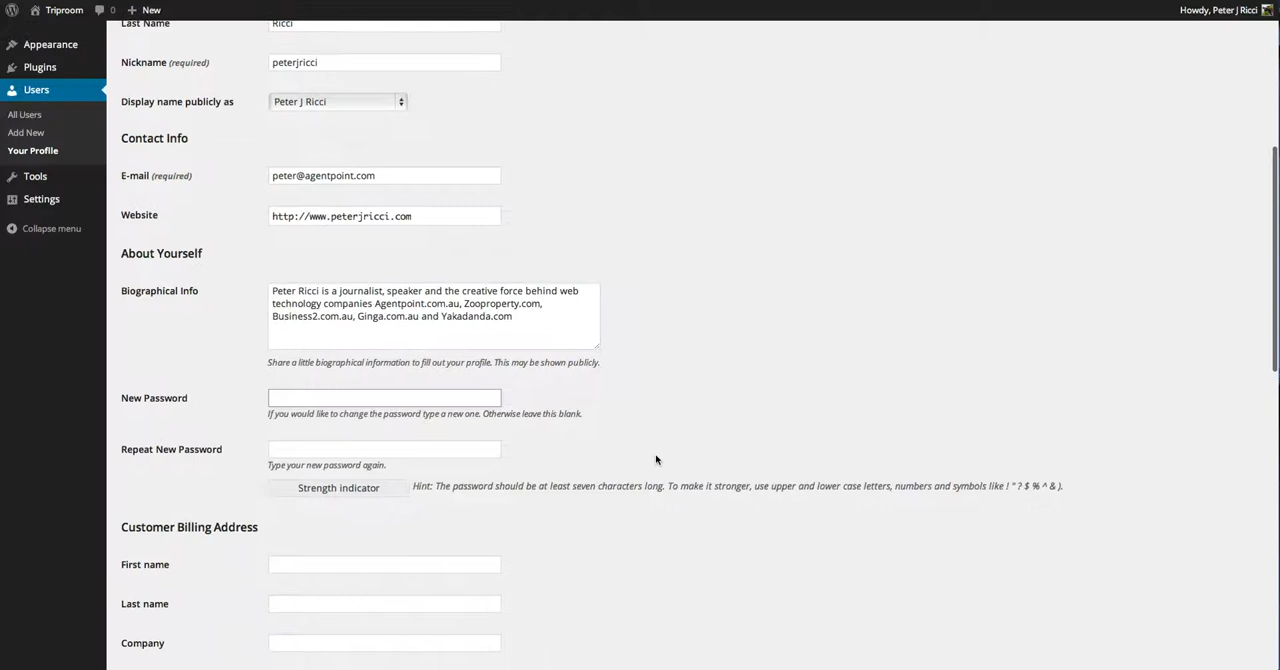 Triproom 0 New Howdy, Peter J Ricci
Appearance
Plugins
Users
All Users
Add New
Your Profile
Tools
Settings
Collapse menu
Last Name Ricci
Nickname (required) peterjricci
Display name publicly as Peter J Ricci
Contact Info
E-mail (required) peter@agentpoint.com
Website http://www.peterjricci.com
About Yourself
Biographical Info
Peter Ricci is a journalist, speaker and the creative force behind web
technology companies Agentpoint.com.au, Zooproperty.com,
Business2.com.au, Ginga.com.au and Yakadanda.com
Share a little biographical information to fill out your profile. This may be shown publicly.
New Password
If you would like to change the password type a new one. Otherwise leave this blank.
Repeat New Password
Type your new password again.
Strength indicator Hint: The password should be at least seven characters long. To make it stronger, use upper and lower case letters, numbers and symbols like ! " ? $ % ^ & ).
Customer Billing Address
First name
Last name
Company